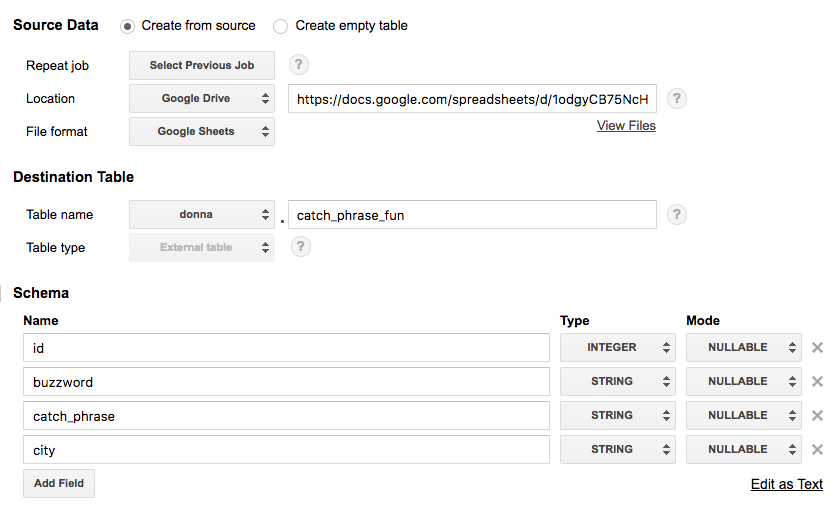 Source Data Create from source Create empty table
Repeat job Select Previous Job ?
Location Google Drive https://docs.google.com/spreadsheets/d/1odgyCB75NcH ?
File format Google Sheets View Files
Destination Table
Table name donna . catch_phrase_fun ?
Table type External table ?
Schema
Name Type Mode
id INTEGER NULLABLE
buzzword STRING NULLABLE
catch_phrase STRING NULLABLE
city STRING NULLABLE
Add Field Edit as Text